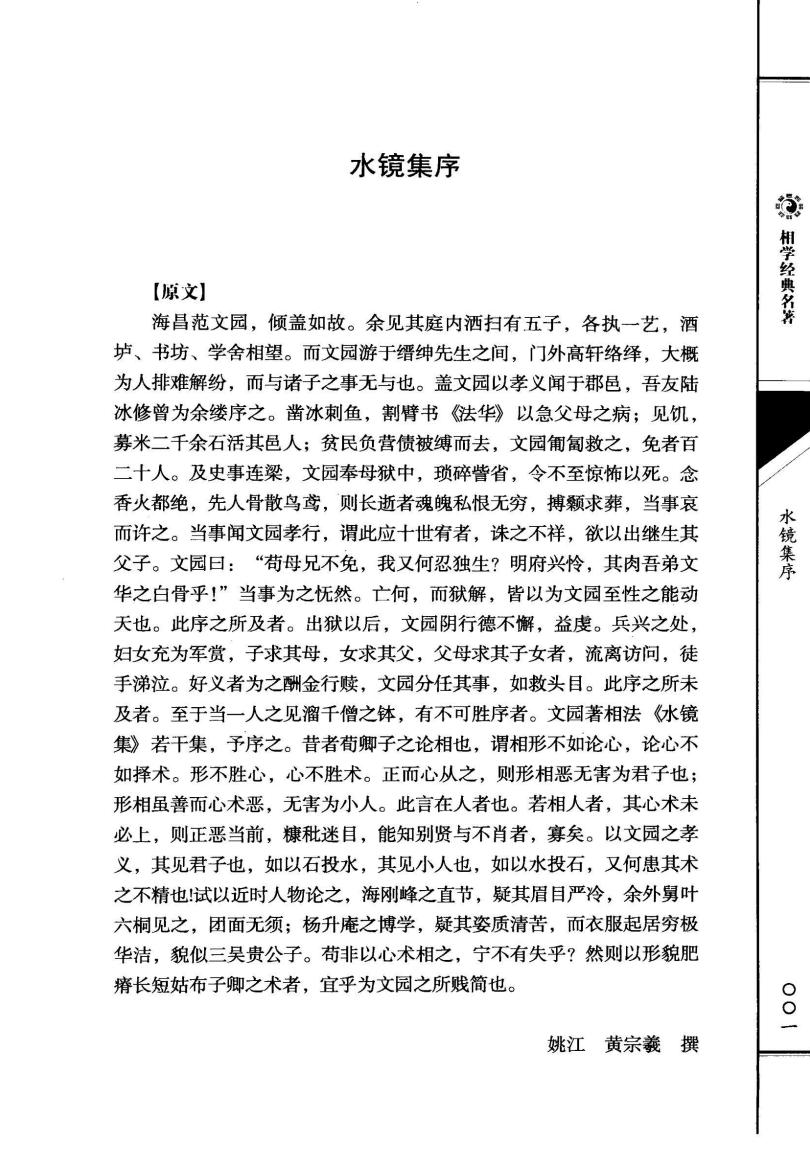 水镜集序
【原文】
海昌范文园，倾盖如故。余见其庭内洒扫有五子，各执一艺，酒
垆、书坊、学舍相望。而文园游于缙绅先生之间，门外高轩络绎，大概
为人排难解纷，而与诸子之事无与也。盖文园以孝义闻于郡邑，吾友陆
冰修曾为余缕序之。凿冰刺鱼，割臂书《法华》以急父母之病；见饥，
募米二千余石活其邑人；贫民负营债被缚而去，文园匍匐救之，免者百
二十人。及史事连梁，文园奉母狱中，琐碎訾省，令不至惊怖以死。念
香火都绝，先人骨散鸟鸢，则长逝者魂魄私恨无穷，搏颡求葬，当事哀
而许之。当事闻文园孝行，谓此应十世宥者，诛之不祥，欲以出继生其
父子。文园曰：“苟母兄不免，我又何忍独生？明府兴怜，其肉吾弟文
华之白骨乎！”当事为之怃然。亡何，而狱解，皆以为文园至性之能动
天也。此序之所及者。出狱以后，文园阴行德不懈，益虔。兵兴之处，
妇女充为军赏，子求其母，女求其父，父母求其子女者，流离访问，徒
手涕泣。好义者为之酬金行赎，文园分任其事，如救头目。此序之所未
及者。至于当一人之见溜千僧之钵，有不可胜序者。文园著相法《水镜
集》若干集，予序之。昔者荀卿子之论相也，谓相形不如论心，论心不
如择术。形不胜心，心不胜术。正而心从之，则形相恶无害为君子也；
形相虽善而心术恶，无害为小人。此言在人者也。若相人者，其心术未
必上，则正恶当前，糠秕迷目，能知别贤与不肖者，寡矣。以文园之孝
义，其见君子也，如以石投水，其见小人也，如以水投石，又何患其术
之不精也!试以近时人物论之，海刚峰之直节，疑其眉目严冷，余外舅叶
六桐见之，团面无须；杨升庵之博学，疑其姿质清苦，而衣服起居穷极
华洁，貌似三吴贵公子。苟非以心术相之，宁不有失乎？然则以形貌肥
瘠长短姑布子卿之术者，宜乎为文园之所贱简也。
姚江　黄宗羲　撰
相学经典名著
水镜集序
〇〇一